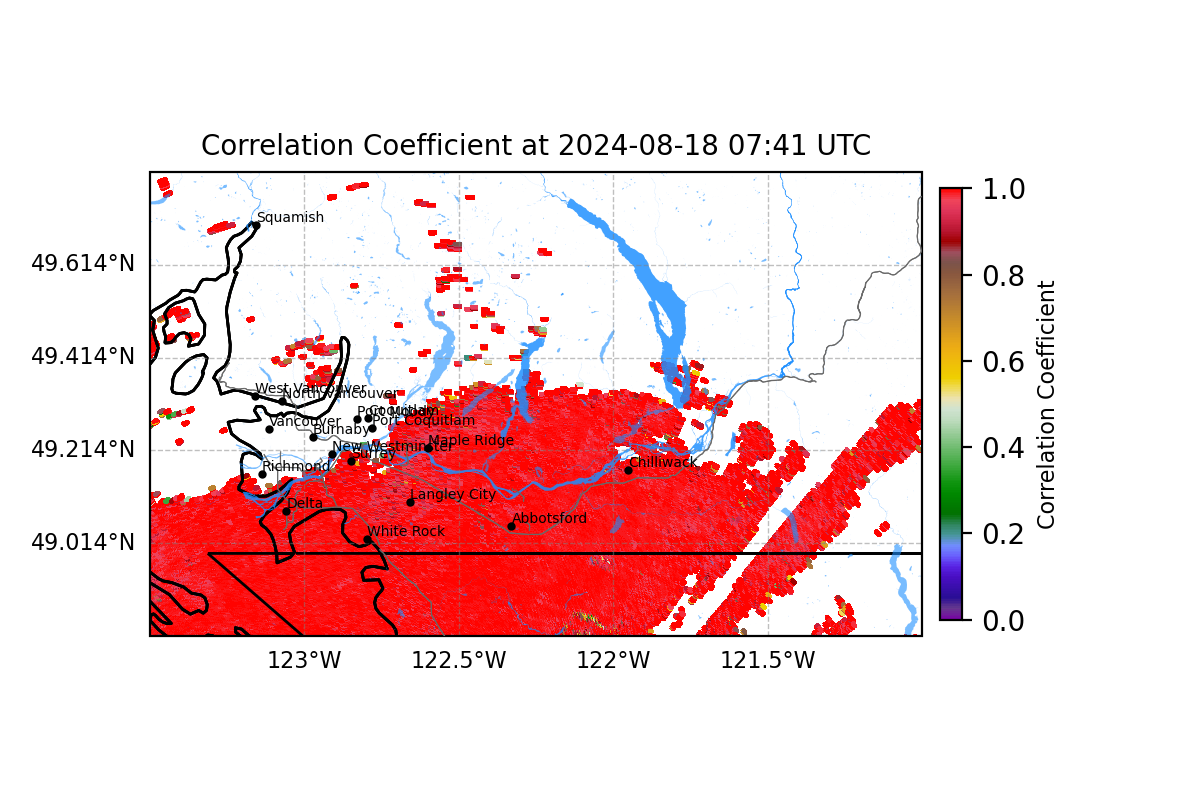 Correlation Coefficient at 2024-08-18 07:41 UTC
Squamish
49.614°N
49.414°N
49.214°N
49.014°N
West Vancouver
North Vancouver
Port Moody
Coquitlam
Port Coquitlam
Vancouver
Burnaby
New Westminster
Surrey
Maple Ridge
Richmond
Chilliwack
Delta
Langley City
Abbotsford
White Rock
123°W
122.5°W
122°W
121.5°W
1.0
0.8
0.6
0.4
0.2
0.0
Correlation Coefficient